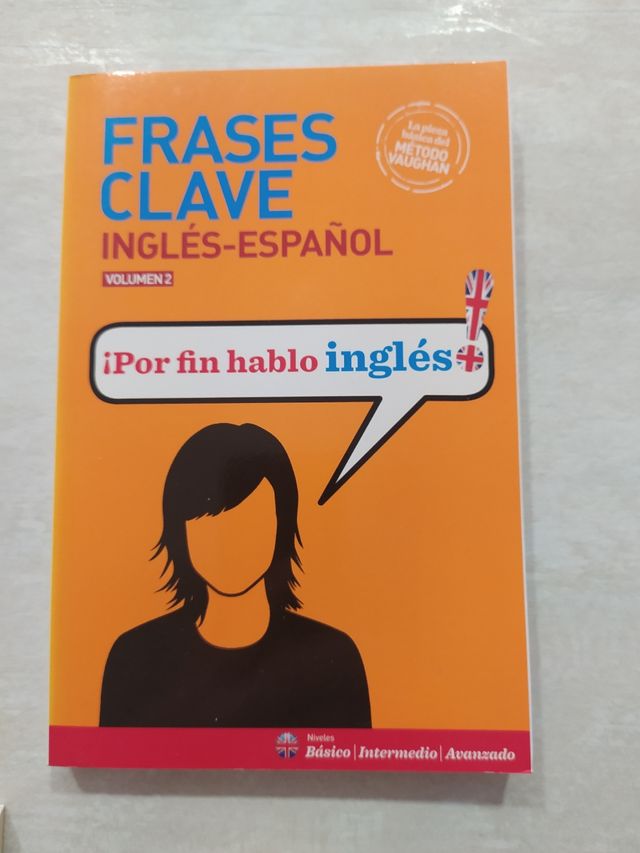 FRASES
CLAVE
INGLÉS-ESPAÑOL
VOLUMEN 2
La pieza
básica del
MÉTODO
VAUGHAN
¡Por fin hablo inglés!
Niveles
Básico | Intermedio | Avanzado